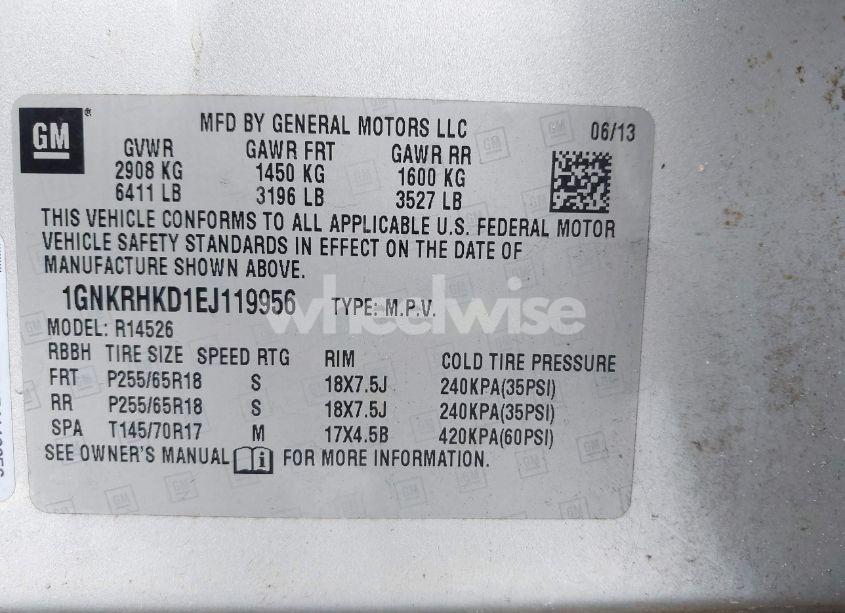 GM ®
MFD BY GENERAL MOTORS LLC 06/13
GVWR GAWR FRT GAWR RR
2908 KG 1450 KG 1600 KG
6411 LB 3196 LB 3527 LB
THIS VEHICLE CONFORMS TO ALL APPLICABLE U.S. FEDERAL MOTOR
VEHICLE SAFETY STANDARDS IN EFFECT ON THE DATE OF
MANUFACTURE SHOWN ABOVE.
1GNKRHKD1EJ119956 TYPE: M.P.V.
wheelwise
MODEL: R14526
RBBH TIRE SIZE SPEED RTG RIM COLD TIRE PRESSURE
FRT P255/65R18 S 18X7.5J 240KPA(35PSI)
RR P255/65R18 S 18X7.5J 240KPA(35PSI)
SPA T145/70R17 M 17X4.5B 420KPA(60PSI)
SEE OWNER'S MANUAL FOR MORE INFORMATION.